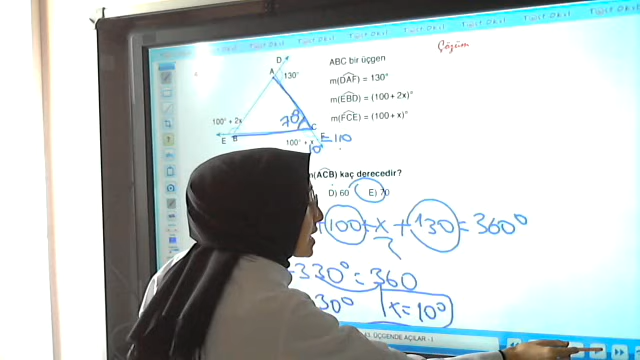 Çözüm
D
A
130°
ABC bir üçgen
m(DAF) = 130°
m(EBD) = (100 + 2x)°
m(FCE) = (100 + x)°
100° + 2x
70
C
E
B
F
=110
100° +
10°
m(ACB) kaç derecedir?
D) 60
E) 70
100 + x + 130 = 360°
330° = 360
30°
x = 10°
ÜÇGENDE AÇILAR - 1